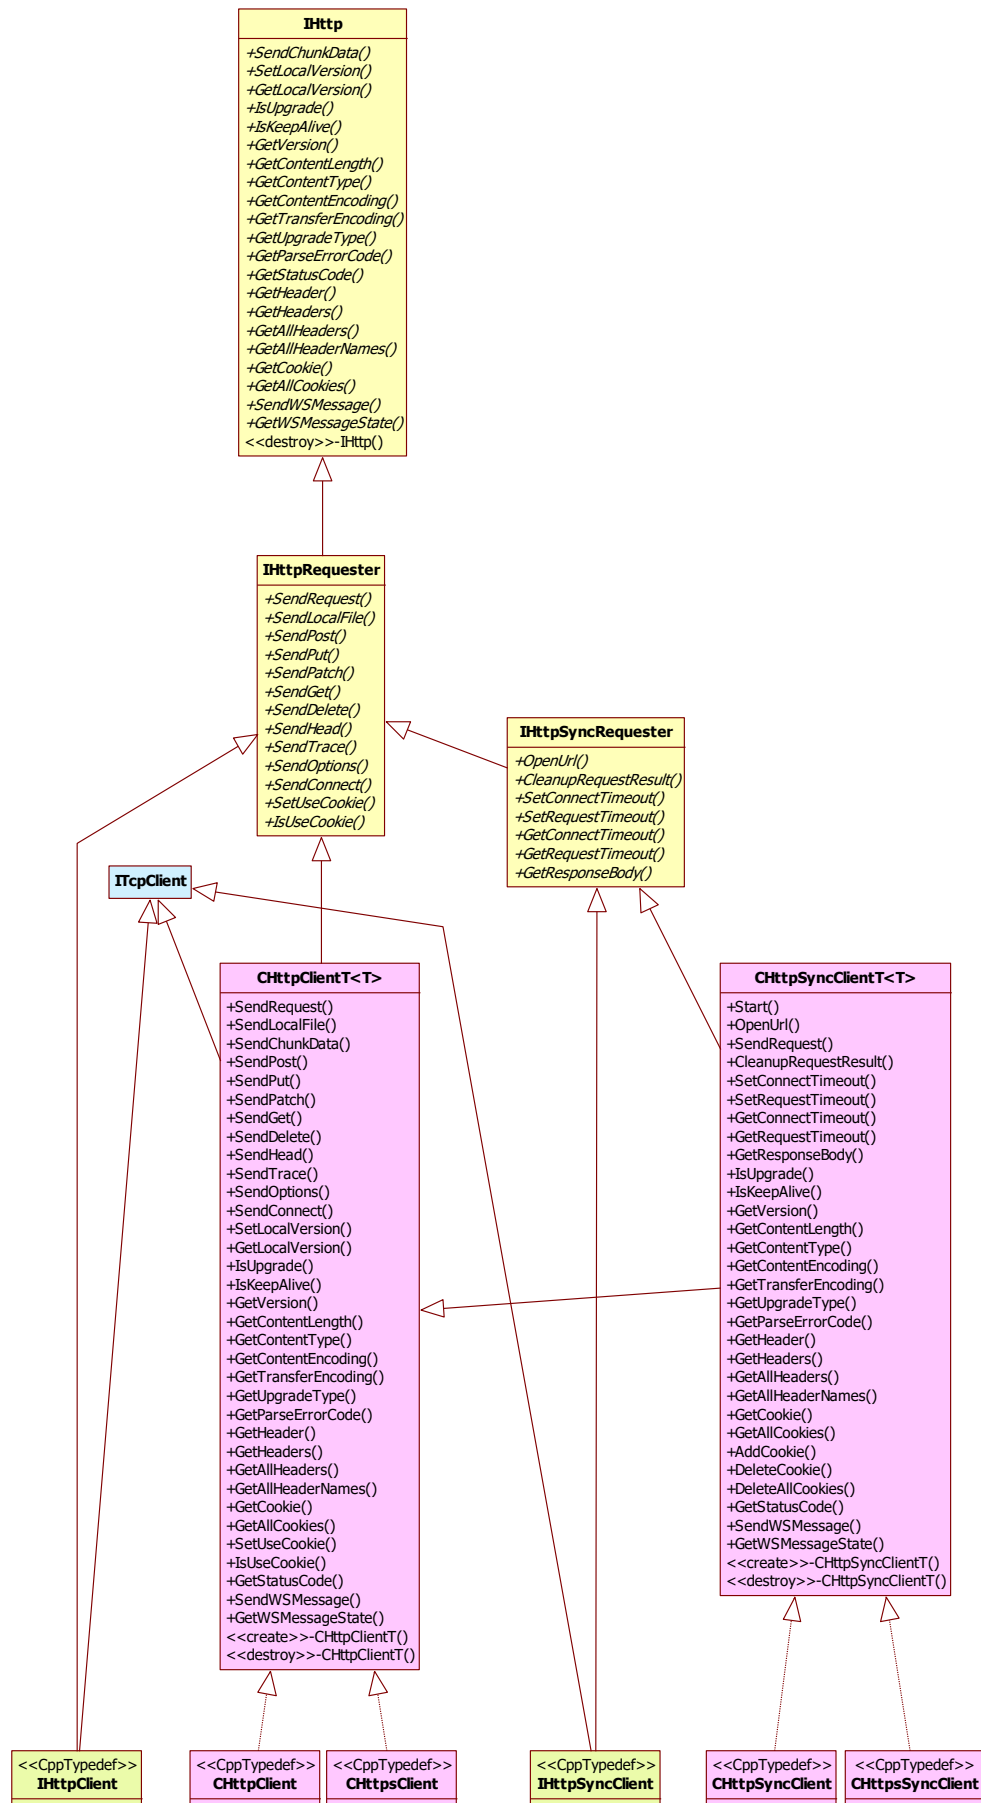 IHttp
+SendChunkData()
+SetLocalVersion()
+GetLocalVersion()
+IsUpgrade()
+IsKeepAlive()
+GetVersion()
+GetContentLength()
+GetContentType()
+GetContentEncoding()
+GetTransferEncoding()
+GetUpgradeType()
+GetParseErrorCode()
+GetStatusCode()
+GetHeader()
+GetHeaders()
+GetAllHeaders()
+GetAllHeaderNames()
+GetCookie()
+GetAllCookies()
+SendWSMessage()
+GetWSMessageState()
<<destroy>>-IHttp()
IHttpRequester
+SendRequest()
+SendLocalFile()
+SendPost()
+SendPut()
+SendPatch()
+SendGet()
+SendDelete()
+SendHead()
+SendTrace()
+SendOptions()
+SendConnect()
+SetUseCookie()
+IsUseCookie()
IHttpSyncRequester
+OpenUrl()
+CleanupRequestResult()
+SetConnectTimeout()
+SetRequestTimeout()
+GetConnectTimeout()
+GetRequestTimeout()
+GetResponseBody()
ITcpClient
CHttpClientT<T>
+SendRequest()
+SendLocalFile()
+SendChunkData()
+SendPost()
+SendPut()
+SendPatch()
+SendGet()
+SendDelete()
+SendHead()
+SendTrace()
+SendOptions()
+SendConnect()
+SetLocalVersion()
+GetLocalVersion()
+IsUpgrade()
+IsKeepAlive()
+GetVersion()
+GetContentLength()
+GetContentType()
+GetContentEncoding()
+GetTransferEncoding()
+GetUpgradeType()
+GetParseErrorCode()
+GetHeader()
+GetHeaders()
+GetAllHeaders()
+GetAllHeaderNames()
+GetCookie()
+GetAllCookies()
+SetUseCookie()
+IsUseCookie()
+GetStatusCode()
+SendWSMessage()
+GetWSMessageState()
<<create>>-CHttpClientT()
<<destroy>>-CHttpClientT()
CHttpSyncClientT<T>
+Start()
+OpenUrl()
+SendRequest()
+CleanupRequestResult()
+SetConnectTimeout()
+SetRequestTimeout()
+GetConnectTimeout()
+GetRequestTimeout()
+GetResponseBody()
+IsUpgrade()
+IsKeepAlive()
+GetVersion()
+GetContentLength()
+GetContentType()
+GetContentEncoding()
+GetTransferEncoding()
+GetUpgradeType()
+GetParseErrorCode()
+GetHeader()
+GetHeaders()
+GetAllHeaders()
+GetAllHeaderNames()
+GetCookie()
+GetAllCookies()
+AddCookie()
+DeleteCookie()
+DeleteAllCookies()
+GetStatusCode()
+SendWSMessage()
+GetWSMessageState()
<<create>>-CHttpSyncClientT()
<<destroy>>-CHttpSyncClientT()
<<CppTypedef>>
IHttpClient
<<CppTypedef>>
CHttpClient
<<CppTypedef>>
CHttpsClient
<<CppTypedef>>
IHttpSyncClient
<<CppTypedef>>
CHttpSyncClient
<<CppTypedef>>
CHttpsSyncClient